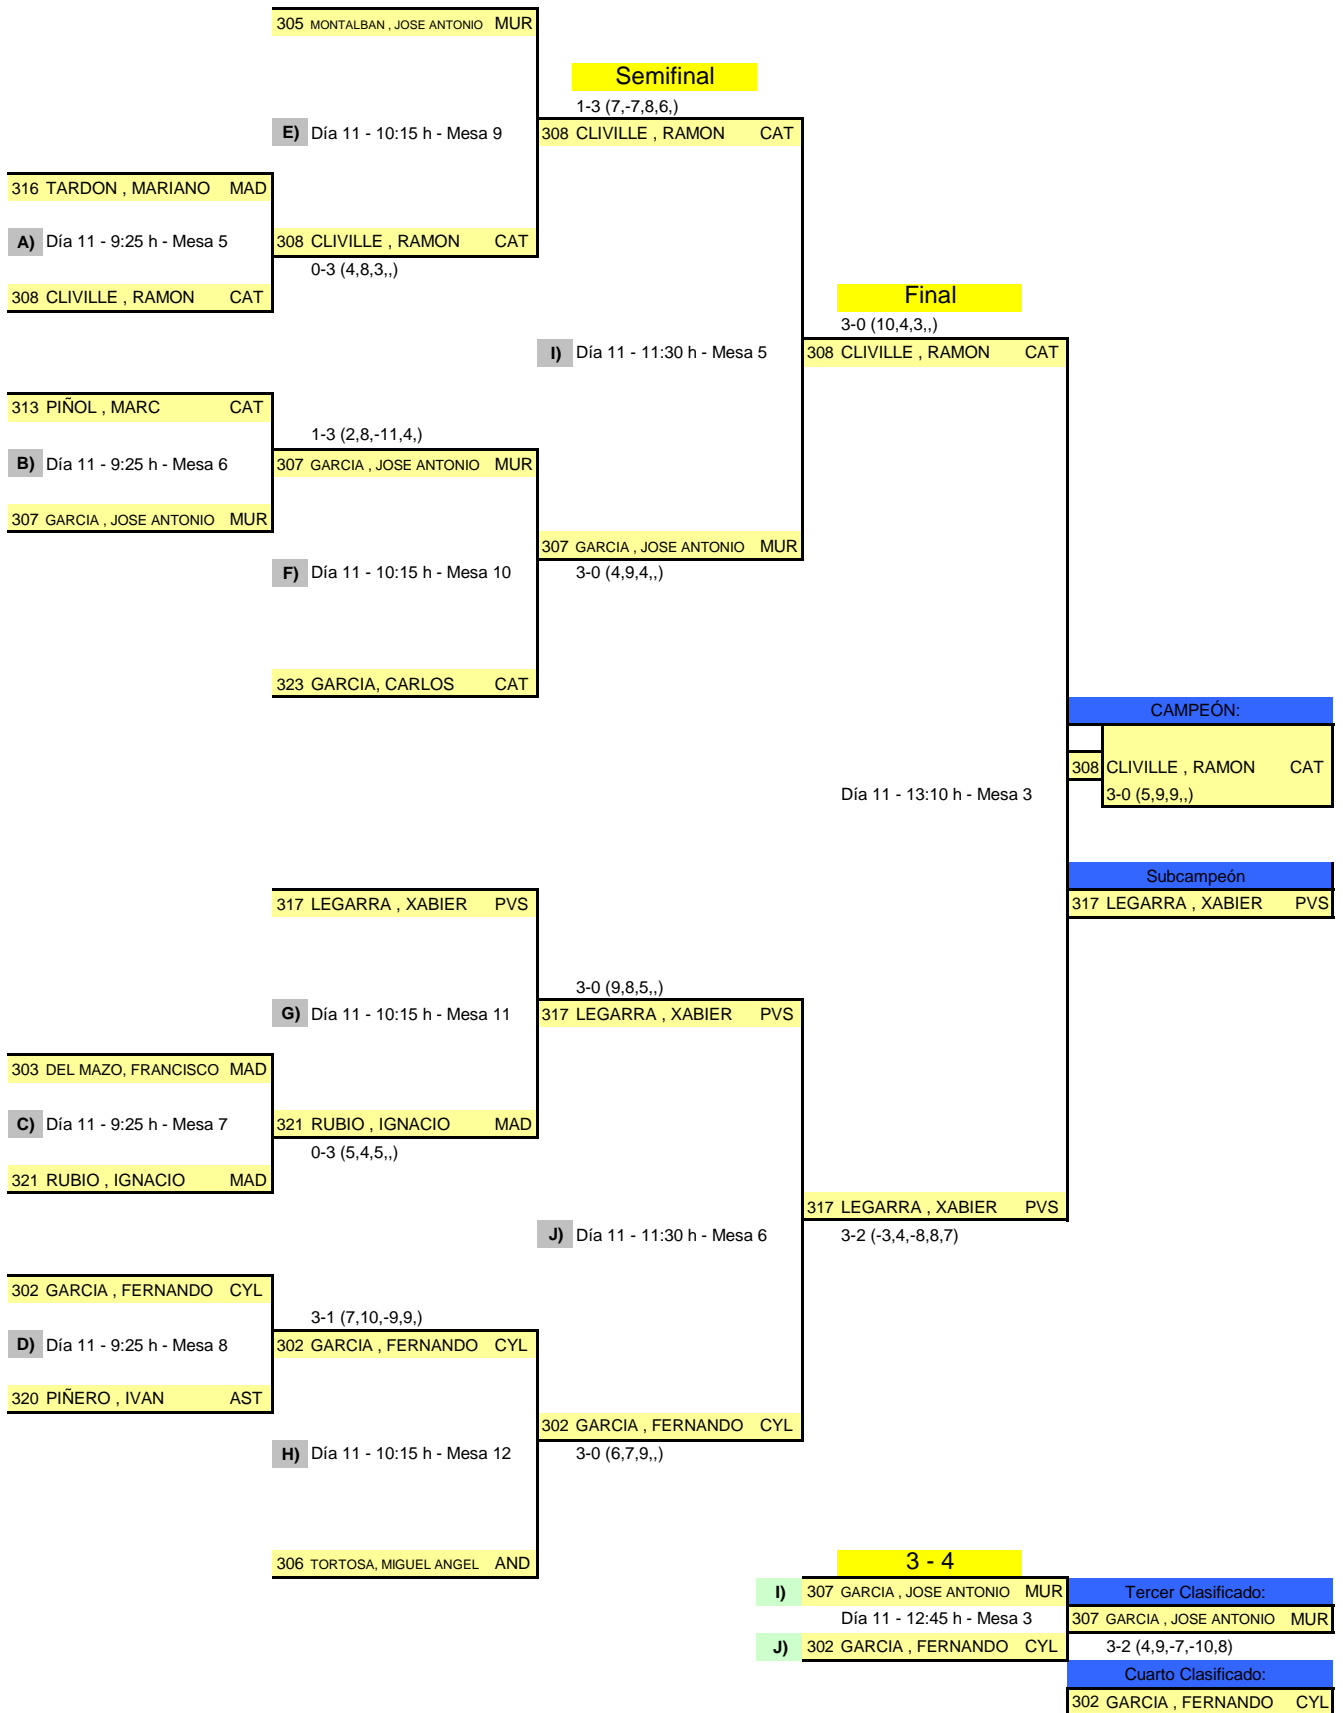 305 MONTALBAN , JOSE ANTONIO MUR
Semifinal
1-3 (7,-7,8,6,)
E) Día 11 - 10:15 h - Mesa 9
308 CLIVILLE , RAMON CAT
316 TARDON , MARIANO MAD
A) Día 11 - 9:25 h - Mesa 5
308 CLIVILLE , RAMON CAT
0-3 (4,8,3,,)
308 CLIVILLE , RAMON CAT
Final
3-0 (10,4,3,,)
I) Día 11 - 11:30 h - Mesa 5
308 CLIVILLE , RAMON CAT
313 PIÑOL , MARC CAT
1-3 (2,8,-11,4,)
B) Día 11 - 9:25 h - Mesa 6
307 GARCIA , JOSE ANTONIO MUR
307 GARCIA , JOSE ANTONIO MUR
307 GARCIA , JOSE ANTONIO MUR
F) Día 11 - 10:15 h - Mesa 10
3-0 (4,9,4,,)
323 GARCIA, CARLOS CAT
CAMPEÓN:
308 CLIVILLE , RAMON CAT
Día 11 - 13:10 h - Mesa 3
3-0 (5,9,9,,)
Subcampeón
317 LEGARRA , XABIER PVS
317 LEGARRA , XABIER PVS
3-0 (9,8,5,,)
G) Día 11 - 10:15 h - Mesa 11
317 LEGARRA , XABIER PVS
303 DEL MAZO, FRANCISCO MAD
C) Día 11 - 9:25 h - Mesa 7
321 RUBIO , IGNACIO MAD
0-3 (5,4,5,,)
321 RUBIO , IGNACIO MAD
317 LEGARRA , XABIER PVS
J) Día 11 - 11:30 h - Mesa 6
3-2 (-3,4,-8,8,7)
302 GARCIA , FERNANDO CYL
3-1 (7,10,-9,9,)
D) Día 11 - 9:25 h - Mesa 8
302 GARCIA , FERNANDO CYL
320 PIÑERO , IVAN AST
302 GARCIA , FERNANDO CYL
H) Día 11 - 10:15 h - Mesa 12
3-0 (6,7,9,,)
306 TORTOSA, MIGUEL ANGEL AND
3 - 4
I) 307 GARCIA , JOSE ANTONIO MUR
Tercer Clasificado:
Día 11 - 12:45 h - Mesa 3
307 GARCIA , JOSE ANTONIO MUR
J) 302 GARCIA , FERNANDO CYL
3-2 (4,9,-7,-10,8)
Cuarto Clasificado:
302 GARCIA , FERNANDO CYL